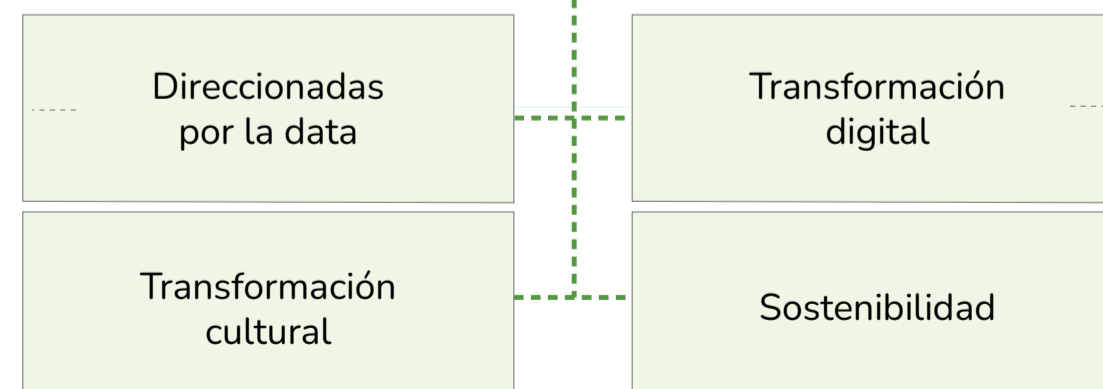 Direccionadas
por la data
Transformación
digital
Transformación
cultural
Sostenibilidad